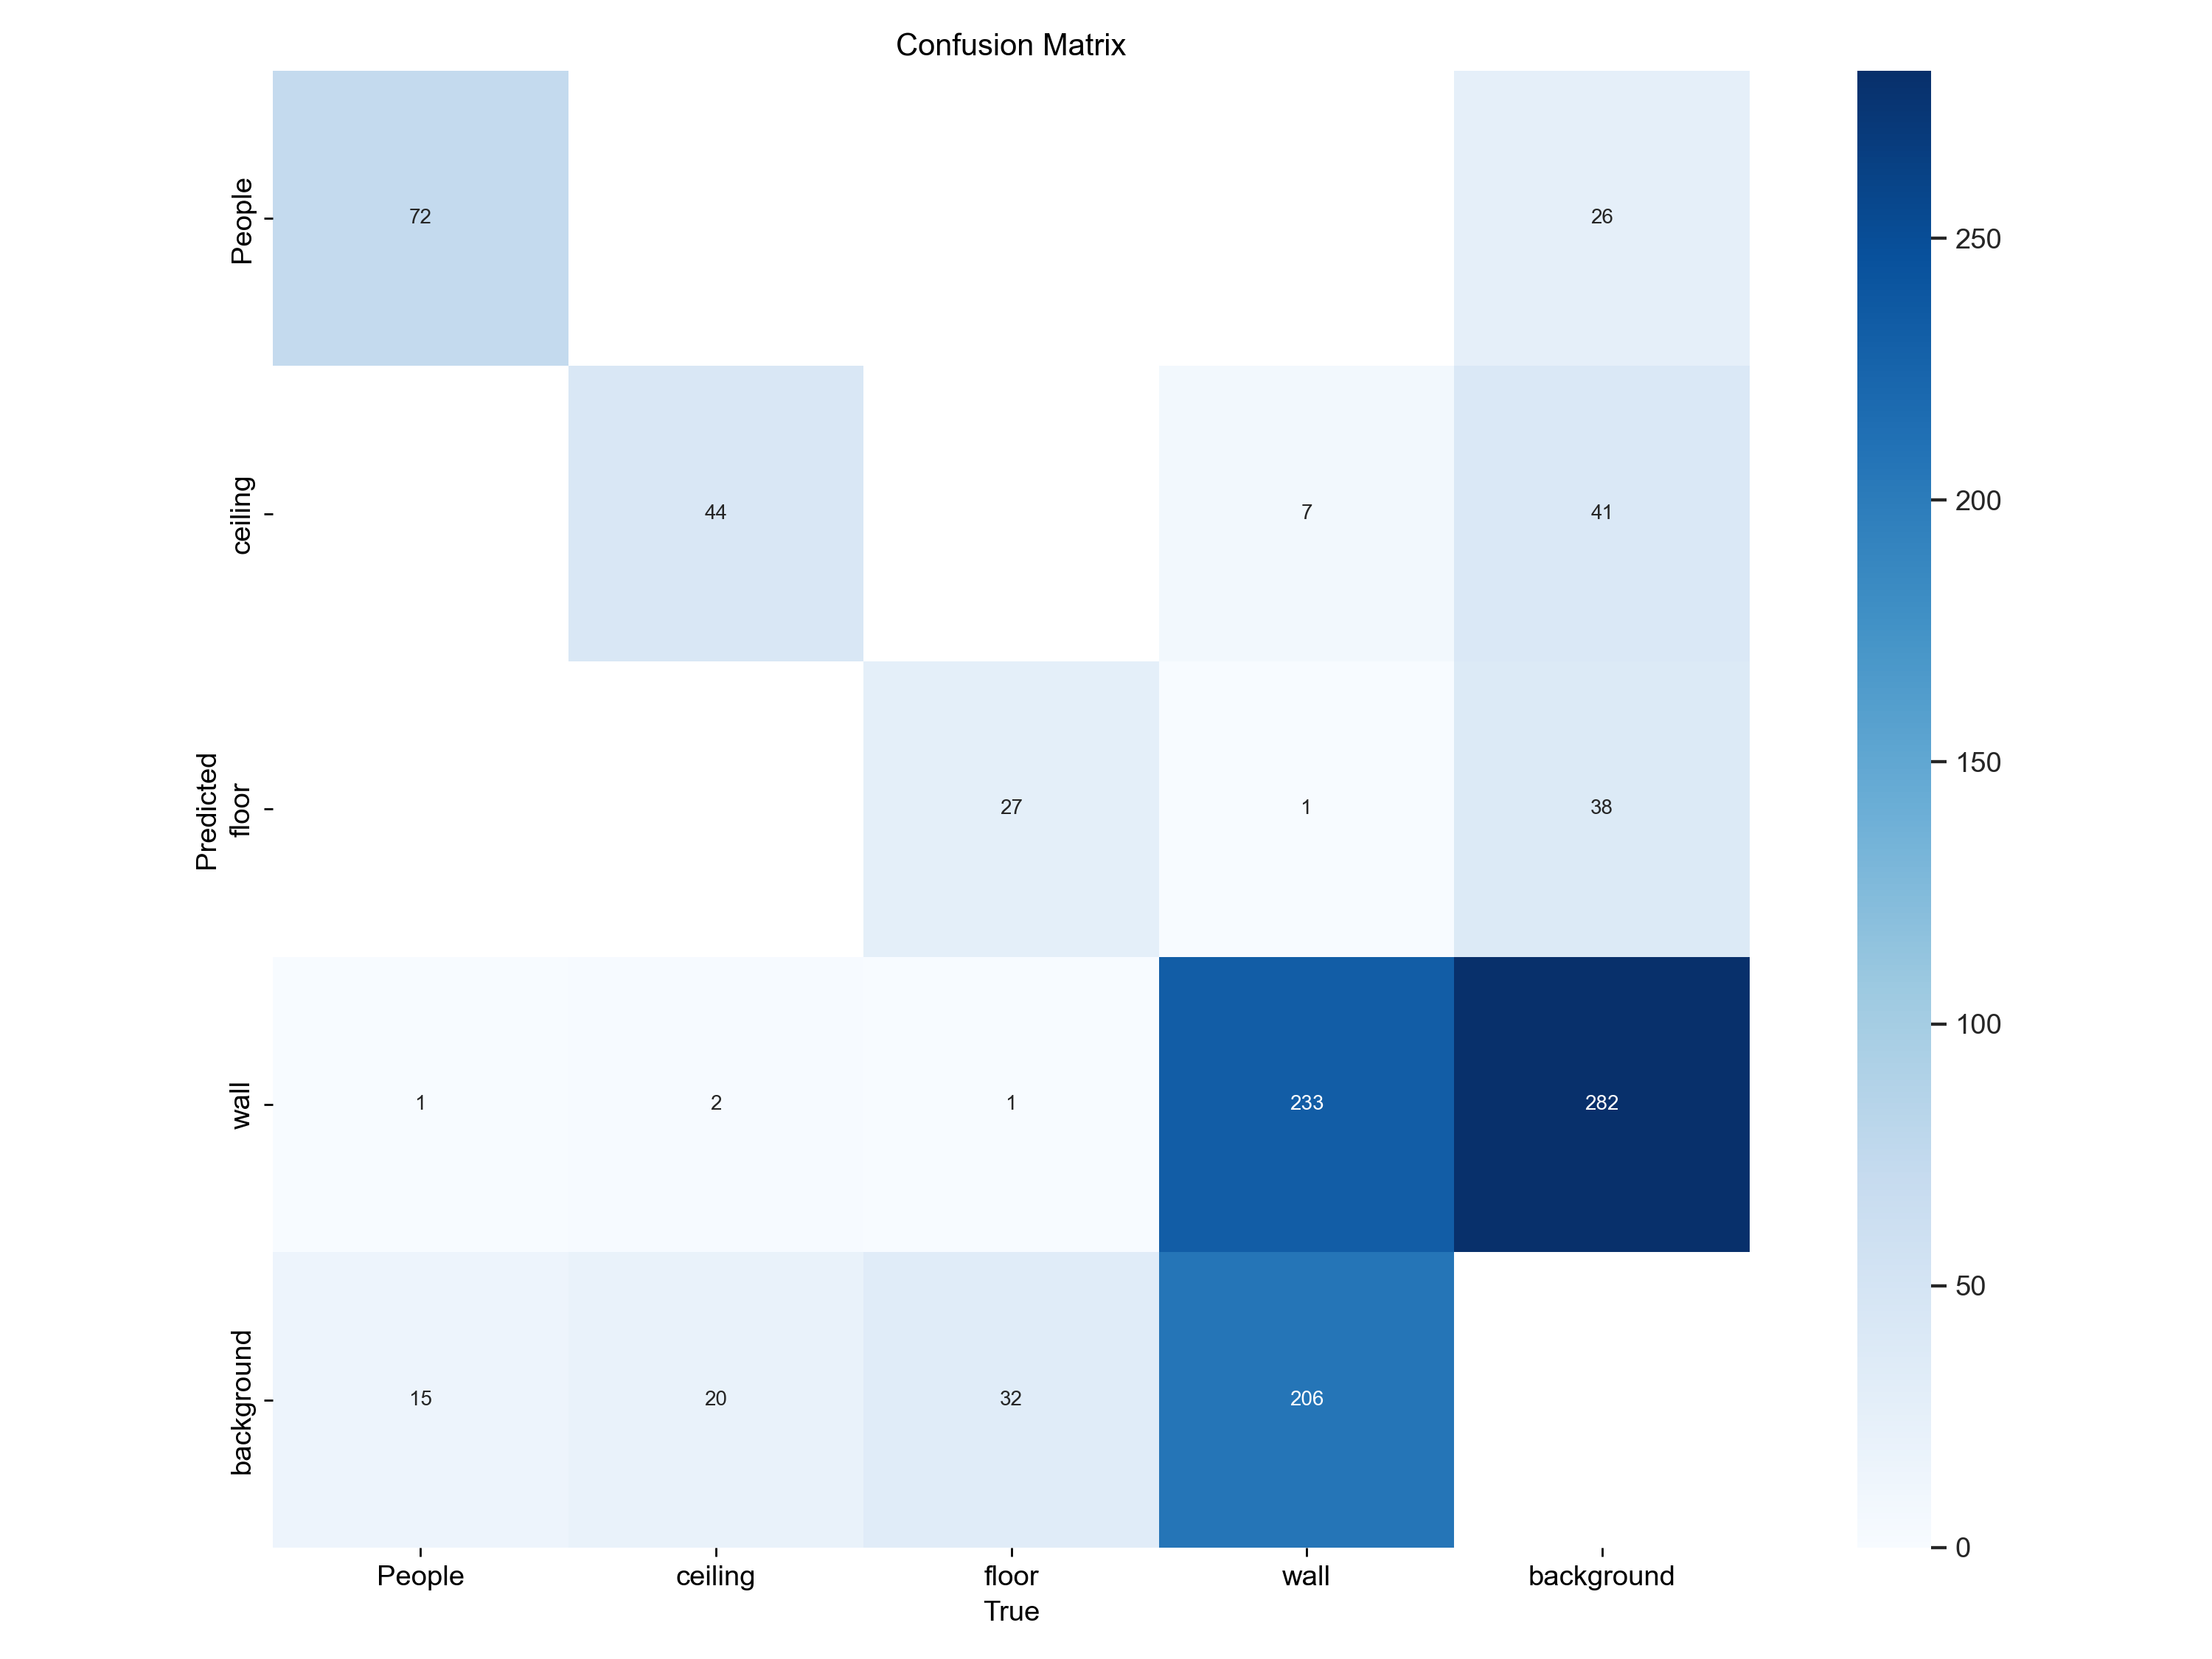 Confusion Matrix
People
72
26
250
ceiling
44
7
41
200
Predicted
floor
27
1
38
150
wall
1
2
1
233
282
100
background
15
20
32
206
50
0
People
ceiling
floor
wall
background
True